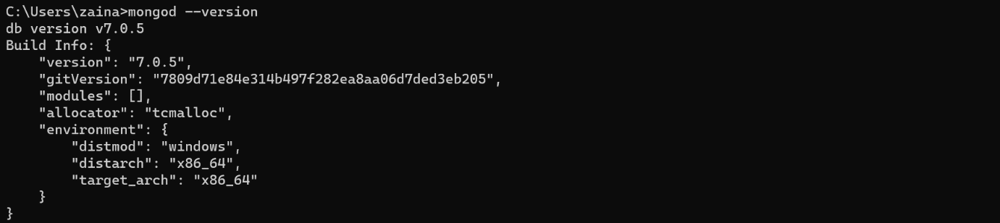 C:\Users\zaina>mongod --version
db version v7.0.5
Build Info: {
    "version": "7.0.5",
    "gitVersion": "7809d71e84e314b497f282ea8aa06d7ded3eb205",
    "modules": [],
    "allocator": "tcmalloc",
    "environment": {
        "distmod": "windows",
        "distarch": "x86_64",
        "target_arch": "x86_64"
    }
}